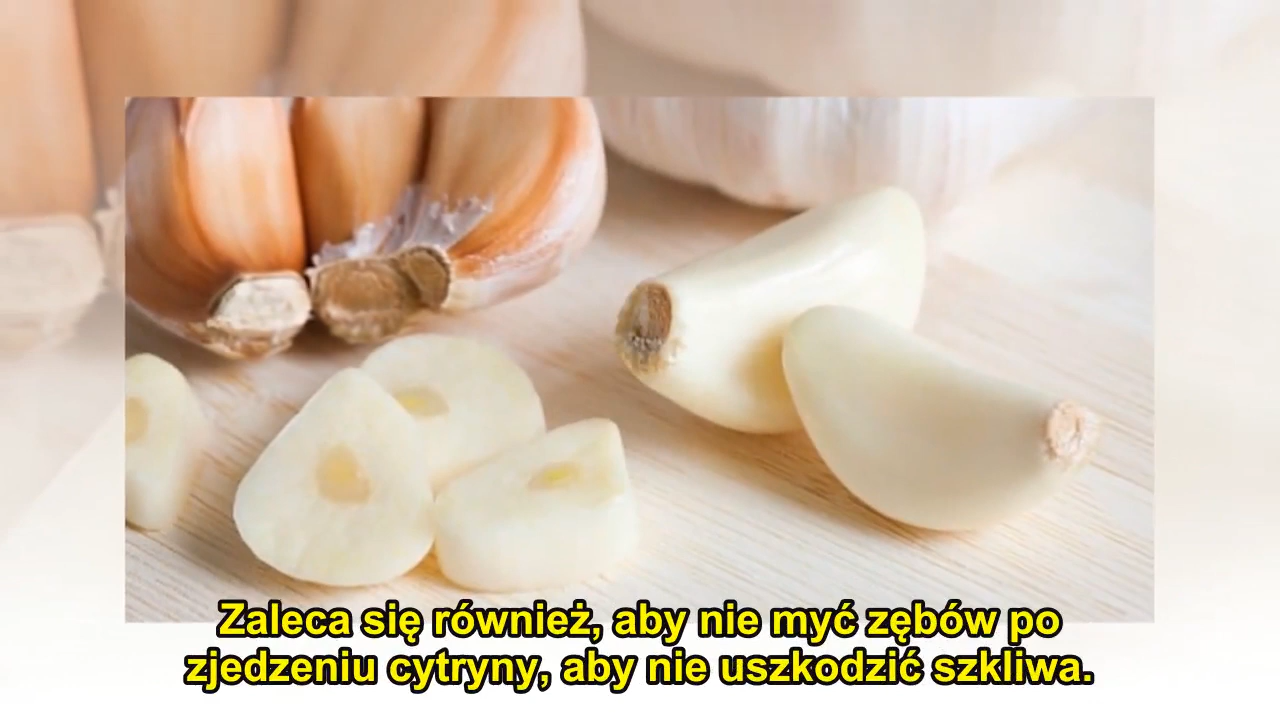 Zaleca się również, aby nie myć zębów po
zjedzeniu cytryny, aby nie uszkodzić szkliwa.